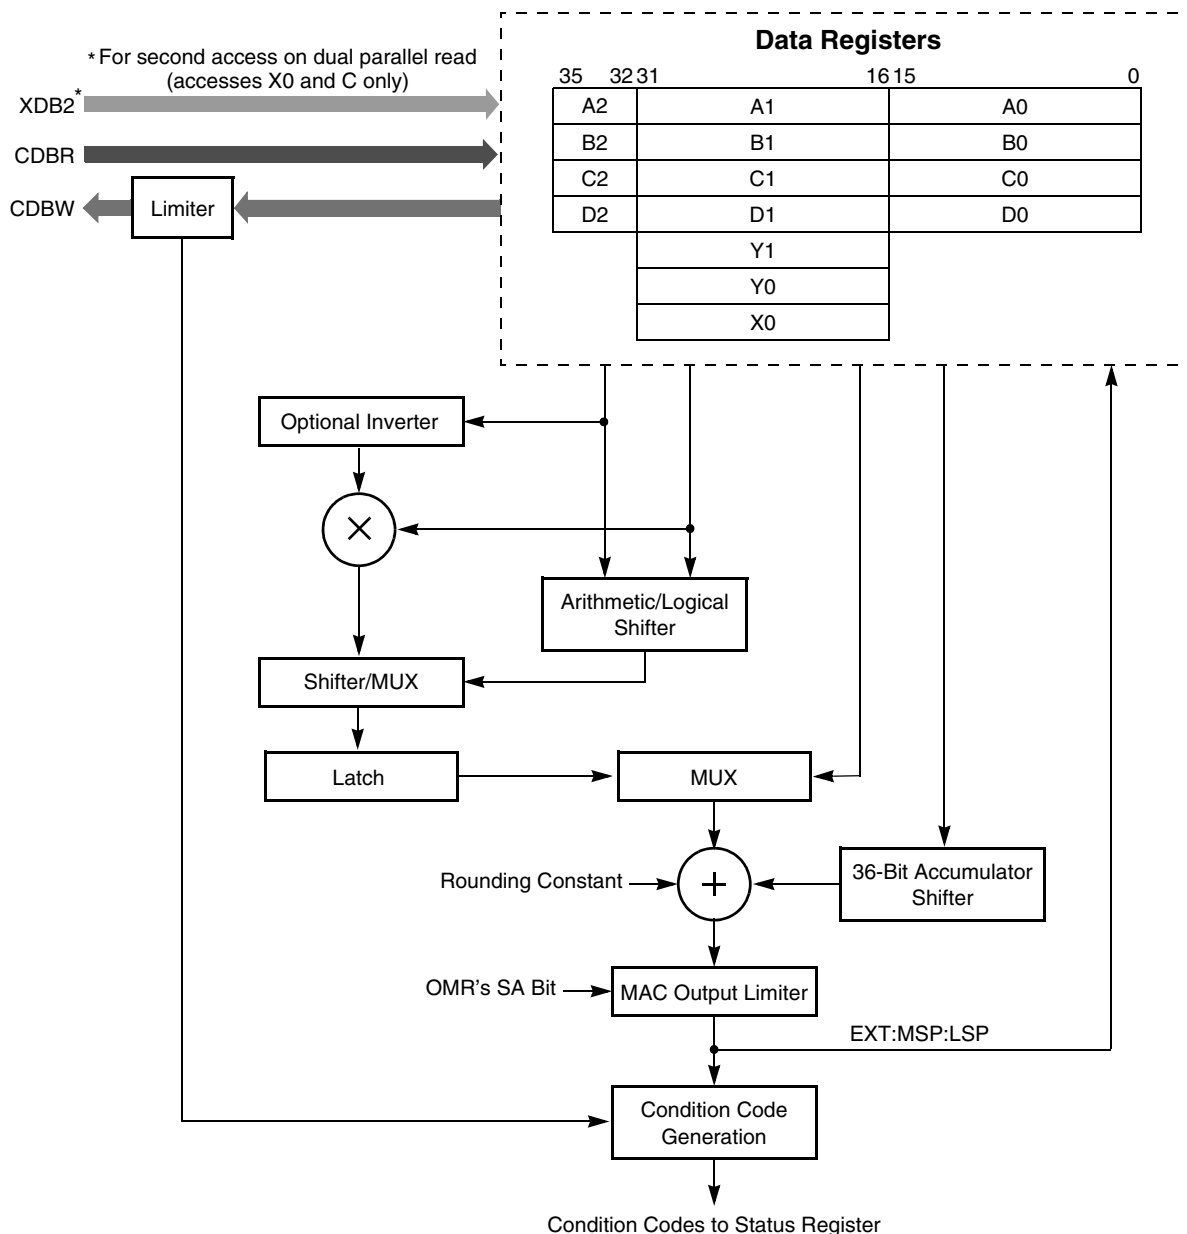 Data Registers
* For second access on dual parallel read
(accesses X0 and C only)
35 32 31 16 15 0
XDB2*
A2 A1 A0
CDBR
B2 B1 B0
C2 C1 C0
CDBW
Limiter
D2 D1 D0
Y1
Y0
X0
Optional Inverter
×
Arithmetic/Logical
Shifter
Shifter/MUX
Latch
MUX
Rounding Constant
+
36-Bit Accumulator
Shifter
OMR's SA Bit
MAC Output Limiter
EXT:MSP:LSP
Condition Code
Generation
Condition Codes to Status Register